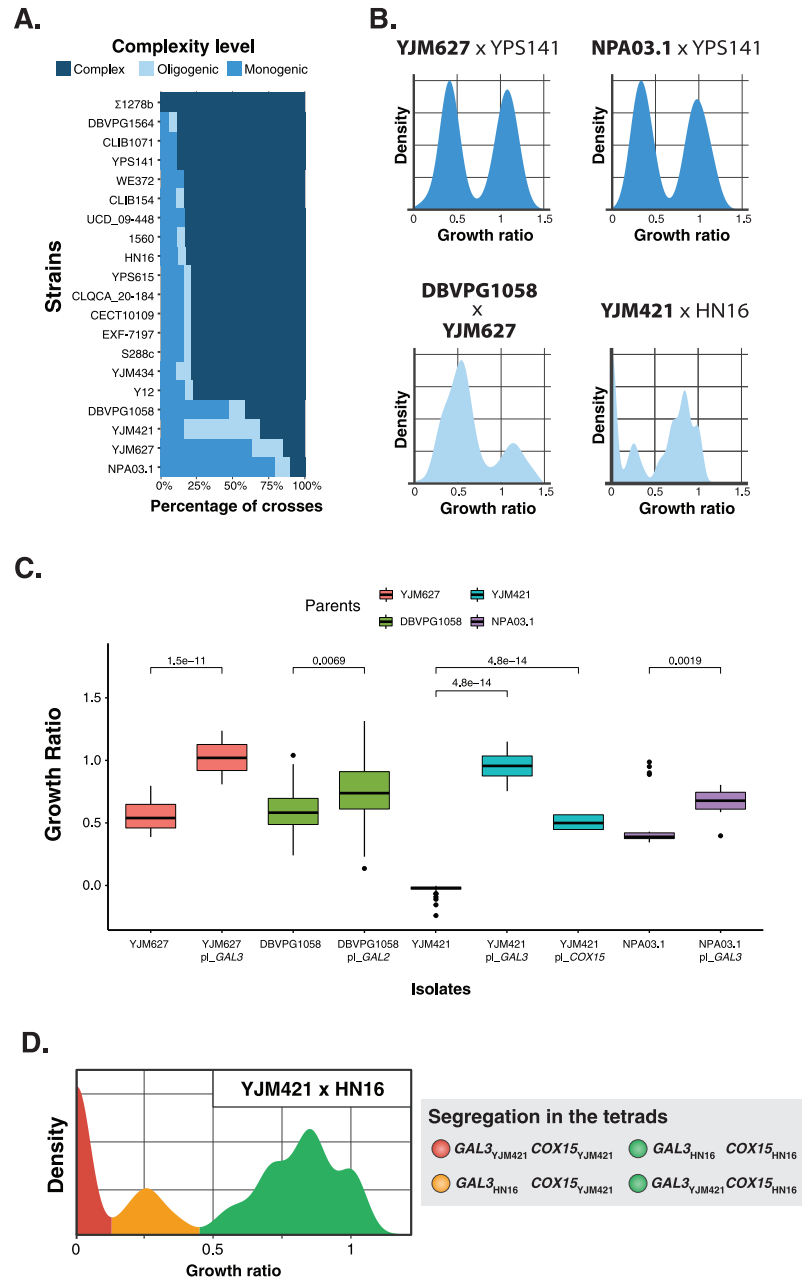 A.
Complexity level
Complex Oligogenic Monogenic
Strains
Σ1278b
DBVPG1564
CLIB1071
YPS141
WE372
CLIB154
UCD_09-448
1560
HN16
YPS615
CLQCA_20-184
CECT10109
EXF-7197
S288c
YJM434
Y12
DBVPG1058
YJM421
YJM627
NPA03.1
0% 25% 50% 75% 100%
Percentage of crosses
B.
YJM627 x YPS141
Density
0 0.5 1 1.5
Growth ratio
NPA03.1 x YPS141
Density
0 0.5 1 1.5
Growth ratio
DBVPG1058
x
YJM627
Density
0 0.5 1 1.5
Growth ratio
YJM421 x HN16
Density
0 0.5 1 1.5
Growth ratio
C.
Parents
YJM627 YJM421
DBVPG1058 NPA03.1
1.5e-11 0.0069 4.8e-14 0.0019
4.8e-14
Growth Ratio
1.5
1.0
0.5
0.0
YJM627 YJM627 DBVPG1058 DBVPG1058 YJM421 YJM421 YJM421 NPA03.1 NPA03.1
pl_GAL3 pl_GAL2 pl_GAL3 pl_COX15 pl_GAL3
Isolates
D.
YJM421 x HN16
Density
0 0.5 1
Growth ratio
Segregation in the tetrads
GAL3YJM421 COX15YJM421 GAL3HN16 COX15HN16
GAL3HN16 COX15YJM421 GAL3YJM421 COX15HN16